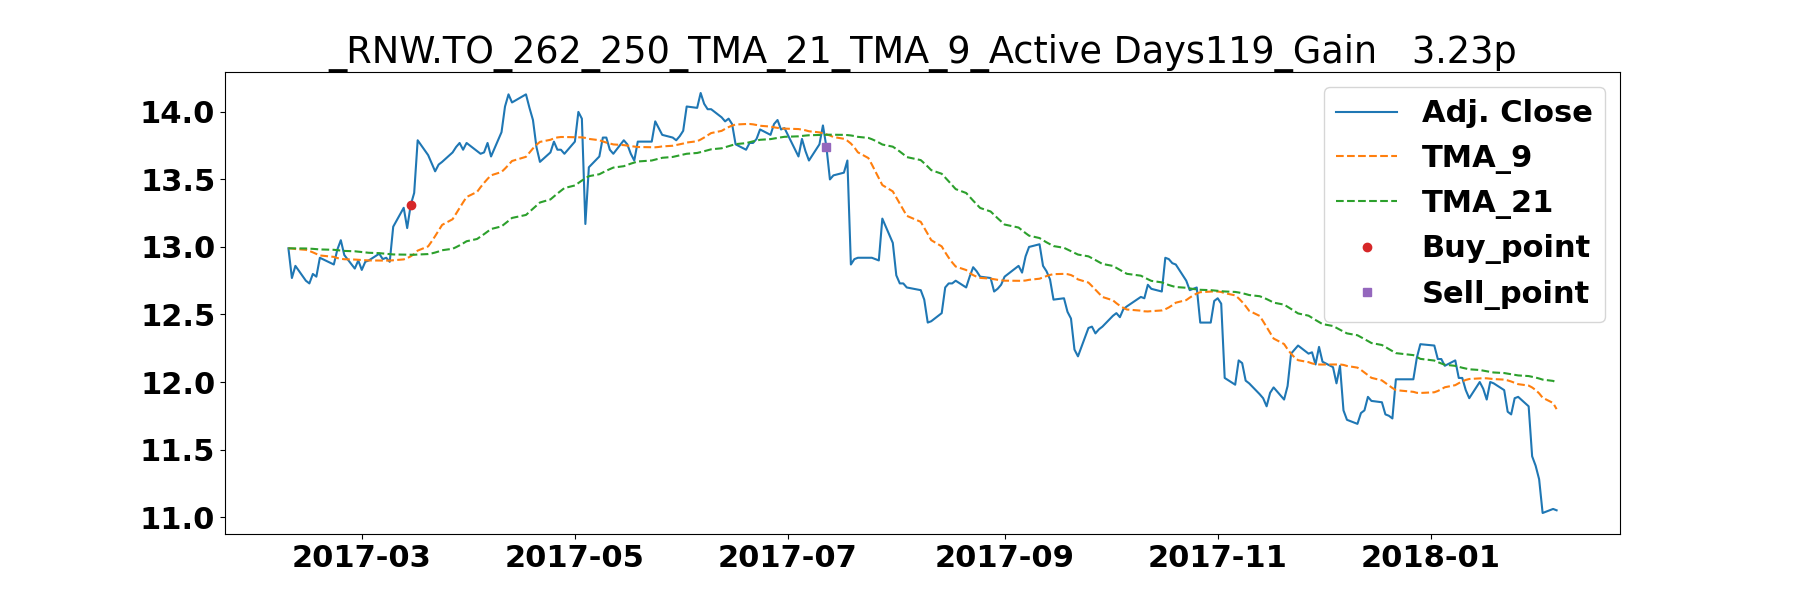 _RNW.TO_262_250_TMA_21_TMA_9_Active Days119_Gain   3.23p
14.0
13.5
13.0
12.5
12.0
11.5
11.0
Adj. Close
TMA_9
TMA_21
Buy_point
Sell_point
2017-03 2017-05 2017-07 2017-09 2017-11 2018-01